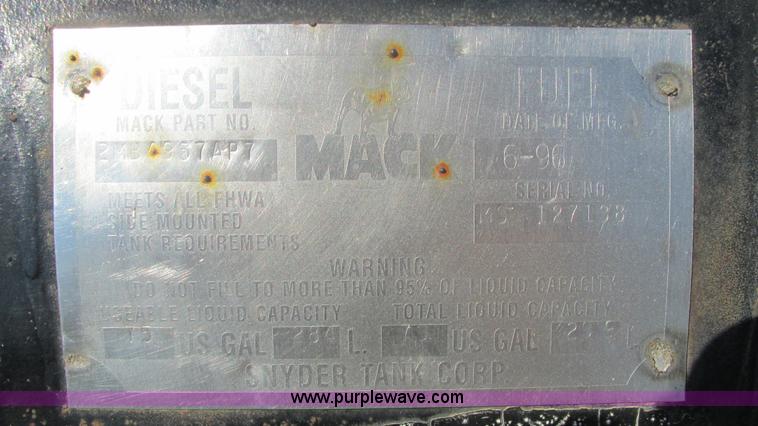 DIESEL FUEL
MACK PART NO. DATE OF MFG.
MACK 6-96
SERIAL NO.
MEETS ALL FHWA
SIDE MOUNTED
TANK REQUIREMENTS
127138
WARNING
DO NOT FILL TO MORE THAN 95% OF LIQUID CAPACITY
USEABLE LIQUID CAPACITY TOTAL LIQUID CAPACITY
75 US GAL L. US GAL L
SNYDER TANK CORP
www.purplewave.com